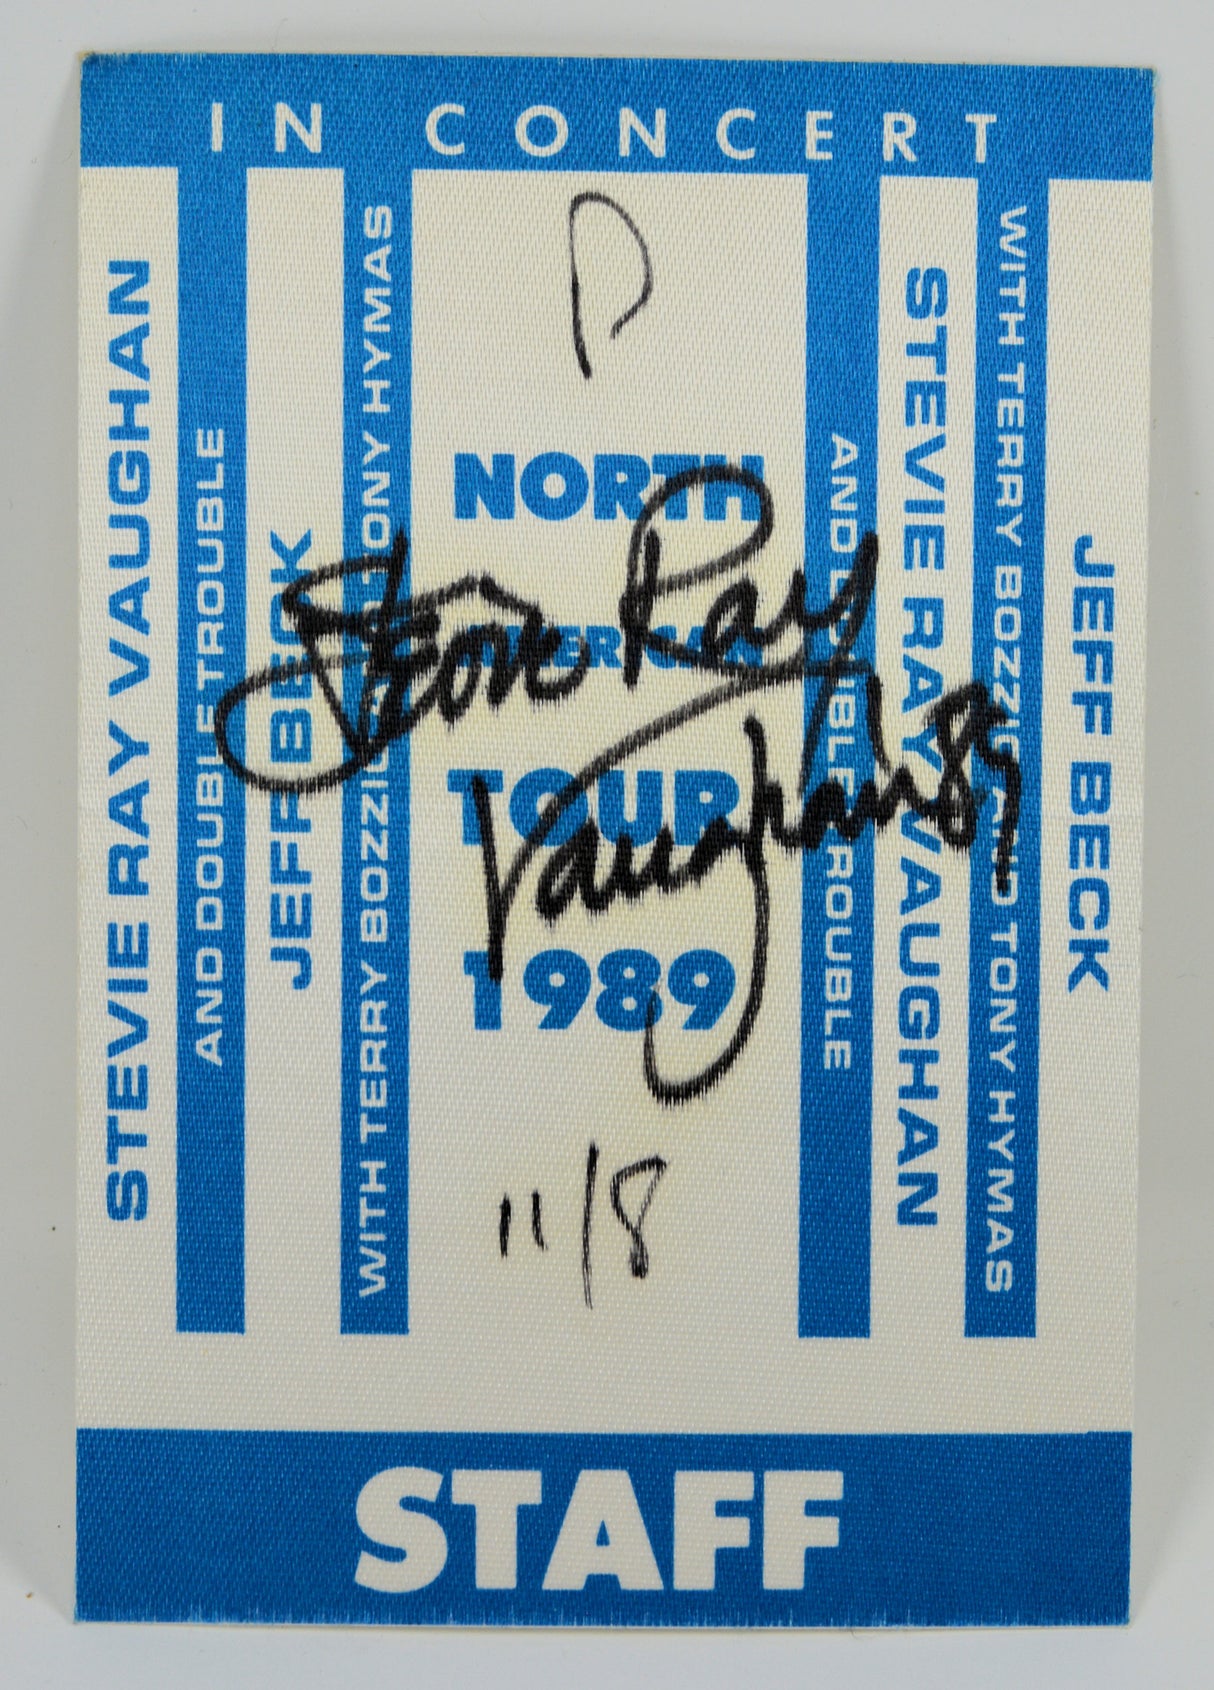 IN CONCERT
STEVIE RAY VAUGHAN
AND DOUBLE TROUBLE
JEFF BECK
WITH TERRY BOZZIO AND TONY HYMAS
P
NORTH
AMERICAN
TOUR
1989
Stevie Ray
Vaughan 89
11/8
AND DOUBLE TROUBLE
STEVIE RAY VAUGHAN
WITH TERRY BOZZIO AND TONY HYMAS
JEFF BECK
STAFF